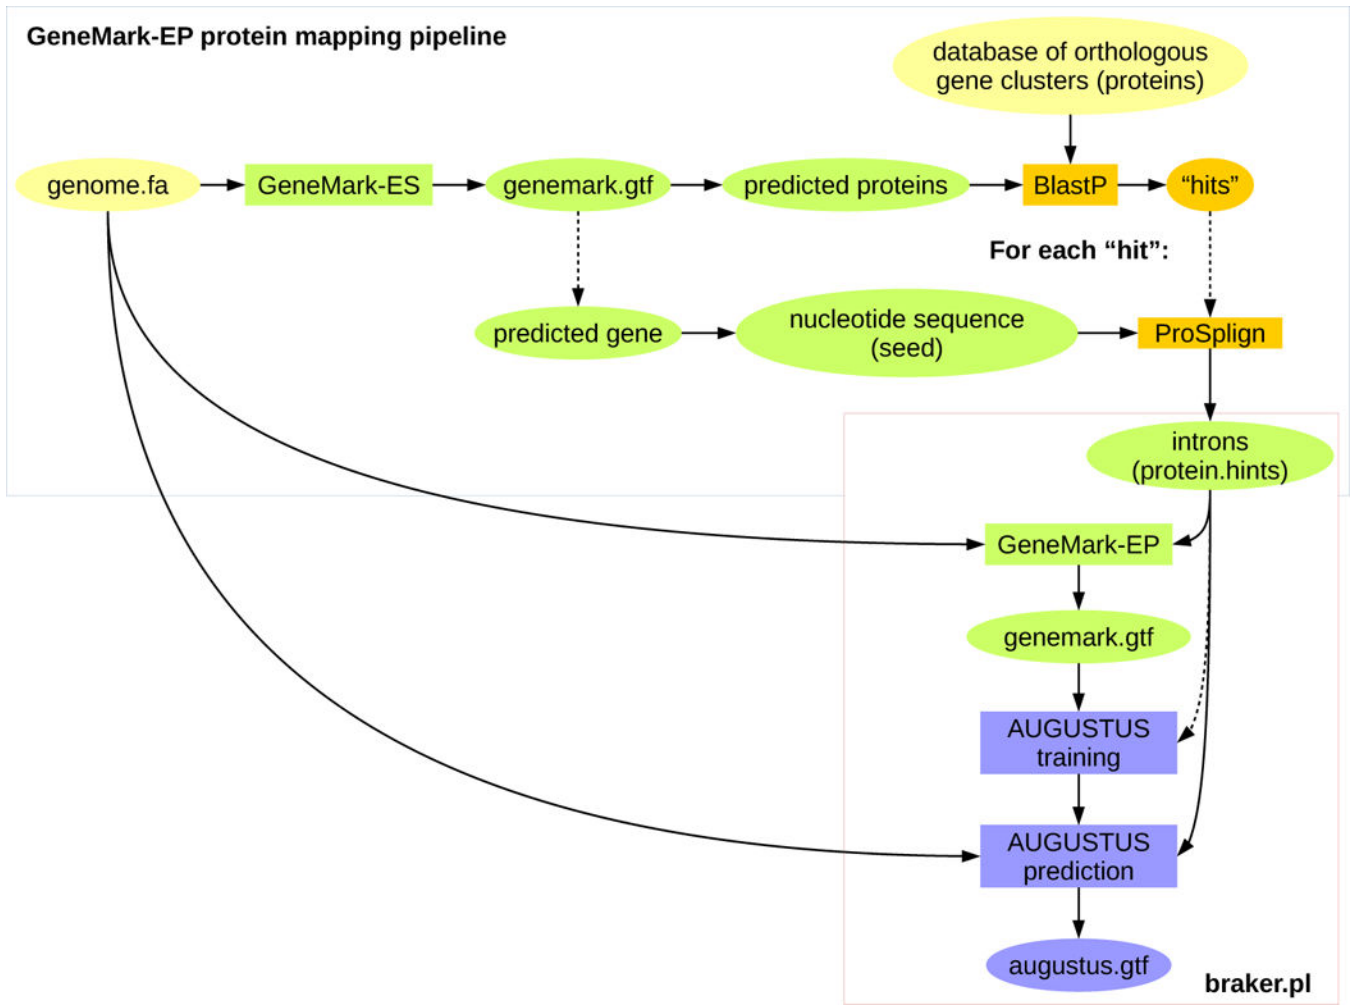 GeneMark-EP protein mapping pipeline
database of orthologous
gene clusters (proteins)
genome.fa
GeneMark-ES
genemark.gtf
predicted proteins
BlastP
“hits”
For each “hit”:
predicted gene
nucleotide sequence
(seed)
ProSplign
introns
(protein.hints)
GeneMark-EP
genemark.gtf
AUGUSTUS
training
AUGUSTUS
prediction
augustus.gtf
braker.pl